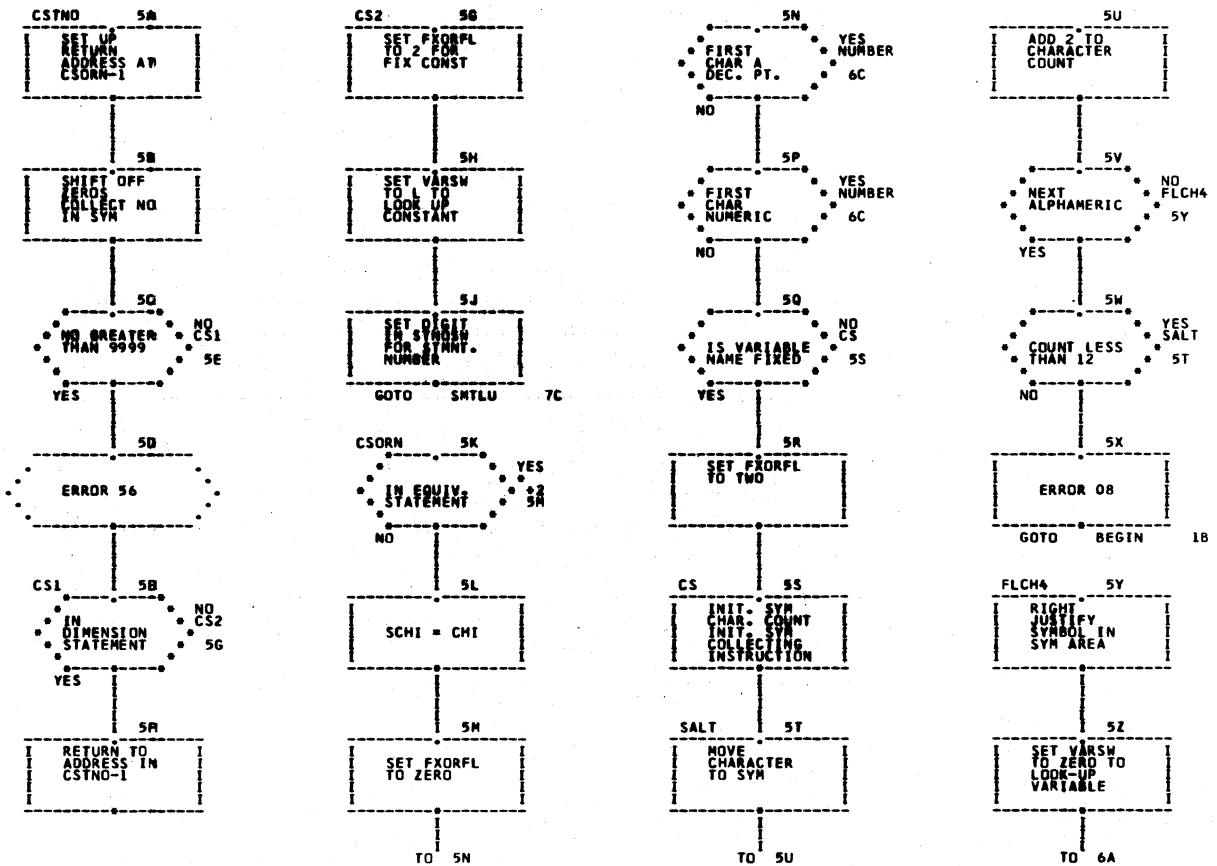 CSTNO 5A
SET UP
RETURN
ADDRESS AT
CSORN-1
5B
SHIFT OFF
ZEROS
COLLECT NO
IN SYM
5C
NO GREATER
THAN 9999
NO
CS1
5E
YES
5D
ERROR 56
CS1
IN
DIMENSION
STATEMENT
NO
CS2
5G
YES
RETURN TO
ADDRESS IN
CSTNO-1
CS2 5G
SET FXORFL
TO 2 FOR
FIX CONST
5H
SET VARSW
TO L TO
LOOK UP
CONSTANT
5J
SET DIGIT
IN STNOSW
FOR STMNT.
NUMBER
GOTO SMTLU 7C
CSORN 5K
IN EQUIV.
STATEMENT
YES
+2
5M
NO
5L
SCHI = CHI
5M
SET FXORFL
TO ZERO
TO 5N
5N
FIRST
CHAR A
DEC. PT.
YES
NUMBER
6C
NO
5P
FIRST
CHAR
NUMERIC
YES
NUMBER
6C
NO
5Q
IS VARIABLE
NAME FIXED
NO
CS
5S
YES
5R
SET FXORFL
TO TWO
CS 5S
INIT. SYM
CHAR. COUNT
INIT. SYM
COLLECTING
INSTRUCTION
SALT 5T
MOVE
CHARACTER
TO SYM
TO 5U
5U
ADD 2 TO
CHARACTER
COUNT
5V
NEXT
ALPHAMERIC
NO
FLCH4
5Y
YES
5W
COUNT LESS
THAN 12
YES
SALT
5T
NO
5X
ERROR 08
GOTO BEGIN 1B
FLCH4 5Y
RIGHT
JUSTIFY
SYMBOL IN
SYM AREA
5Z
SET VARSW
TO ZERO TO
LOOK-UP
VARIABLE
TO 6A